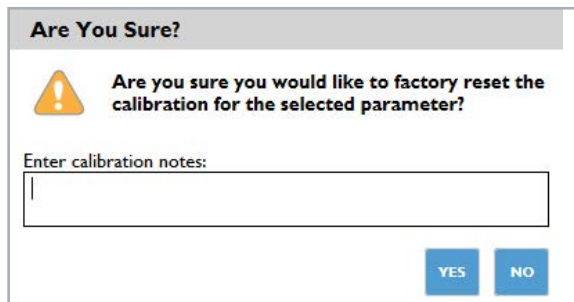 Are You Sure?
Are you sure you would like to factory reset the
calibration for the selected parameter?
Enter calibration notes:
YES NO